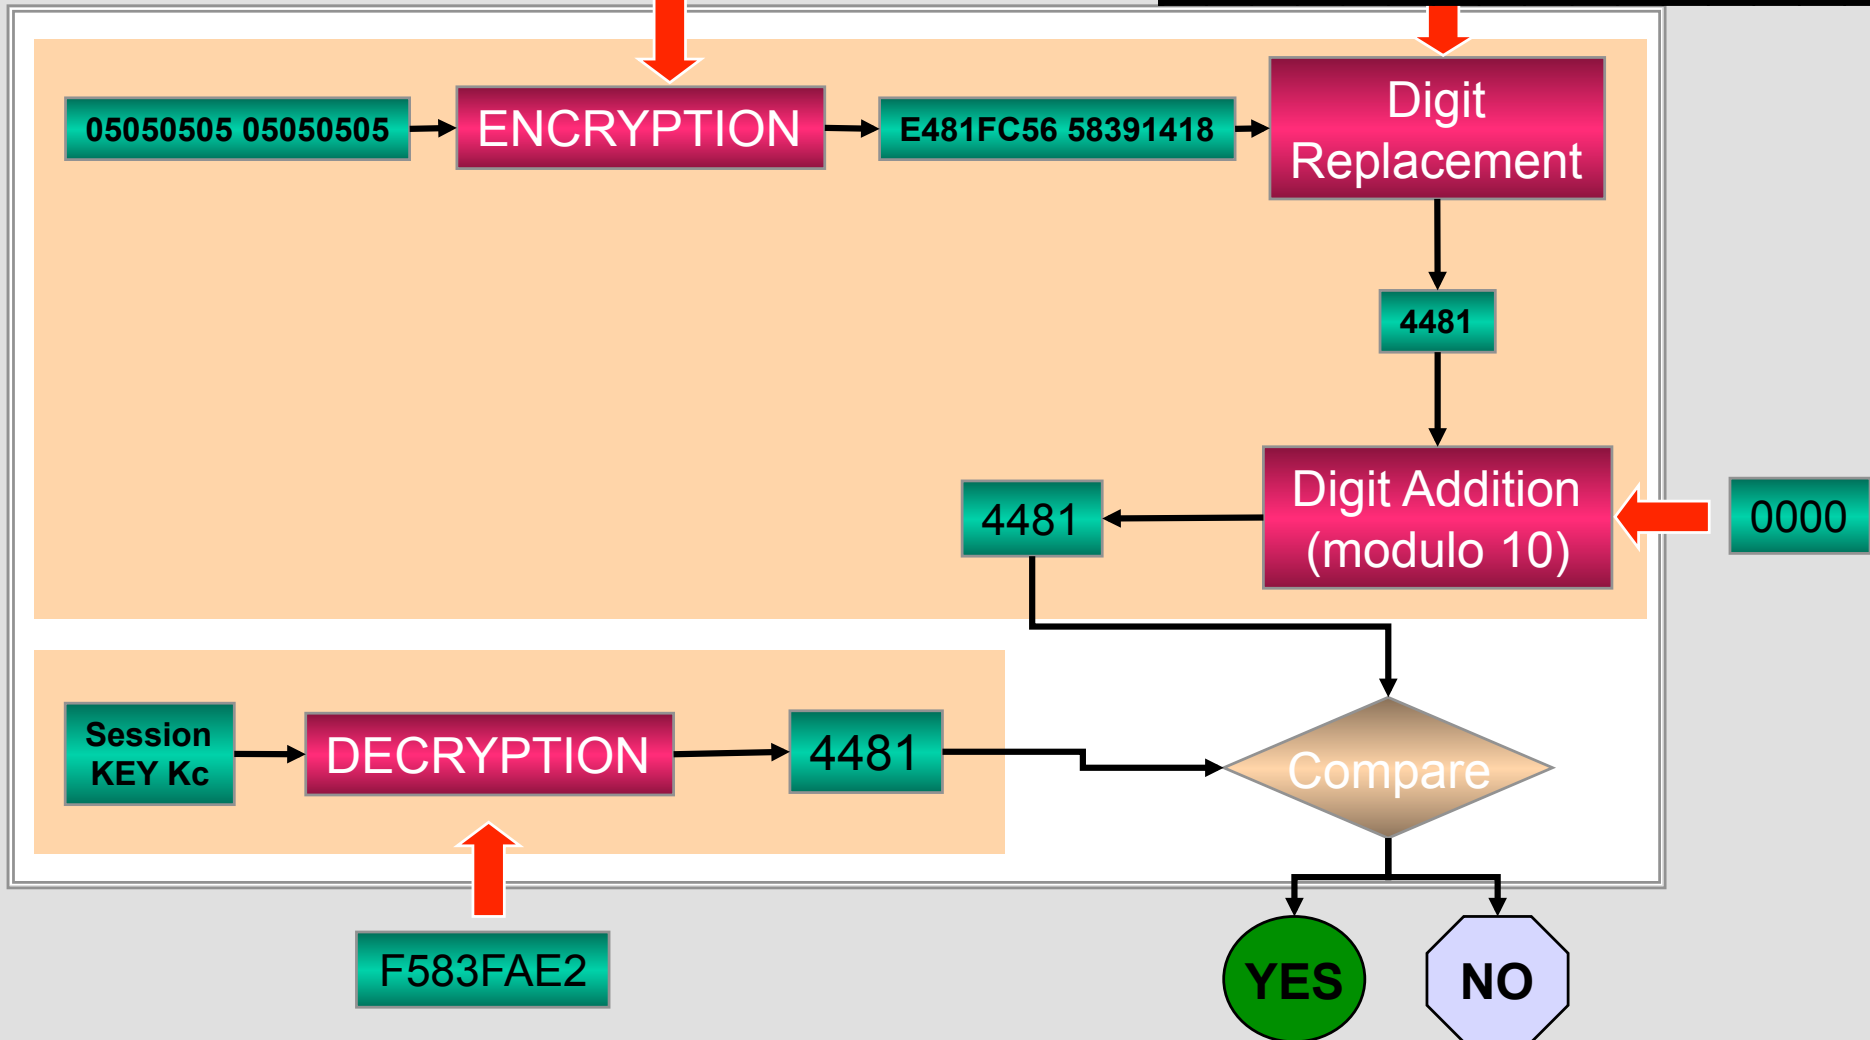 05050505 05050505
ENCRYPTION
E481FC56 58391418
Digit
Replacement
4481
Digit Addition
(modulo 10)
0000
4481
Session
KEY Kc
DECRYPTION
4481
Compare
F583FAE2
YES
NO